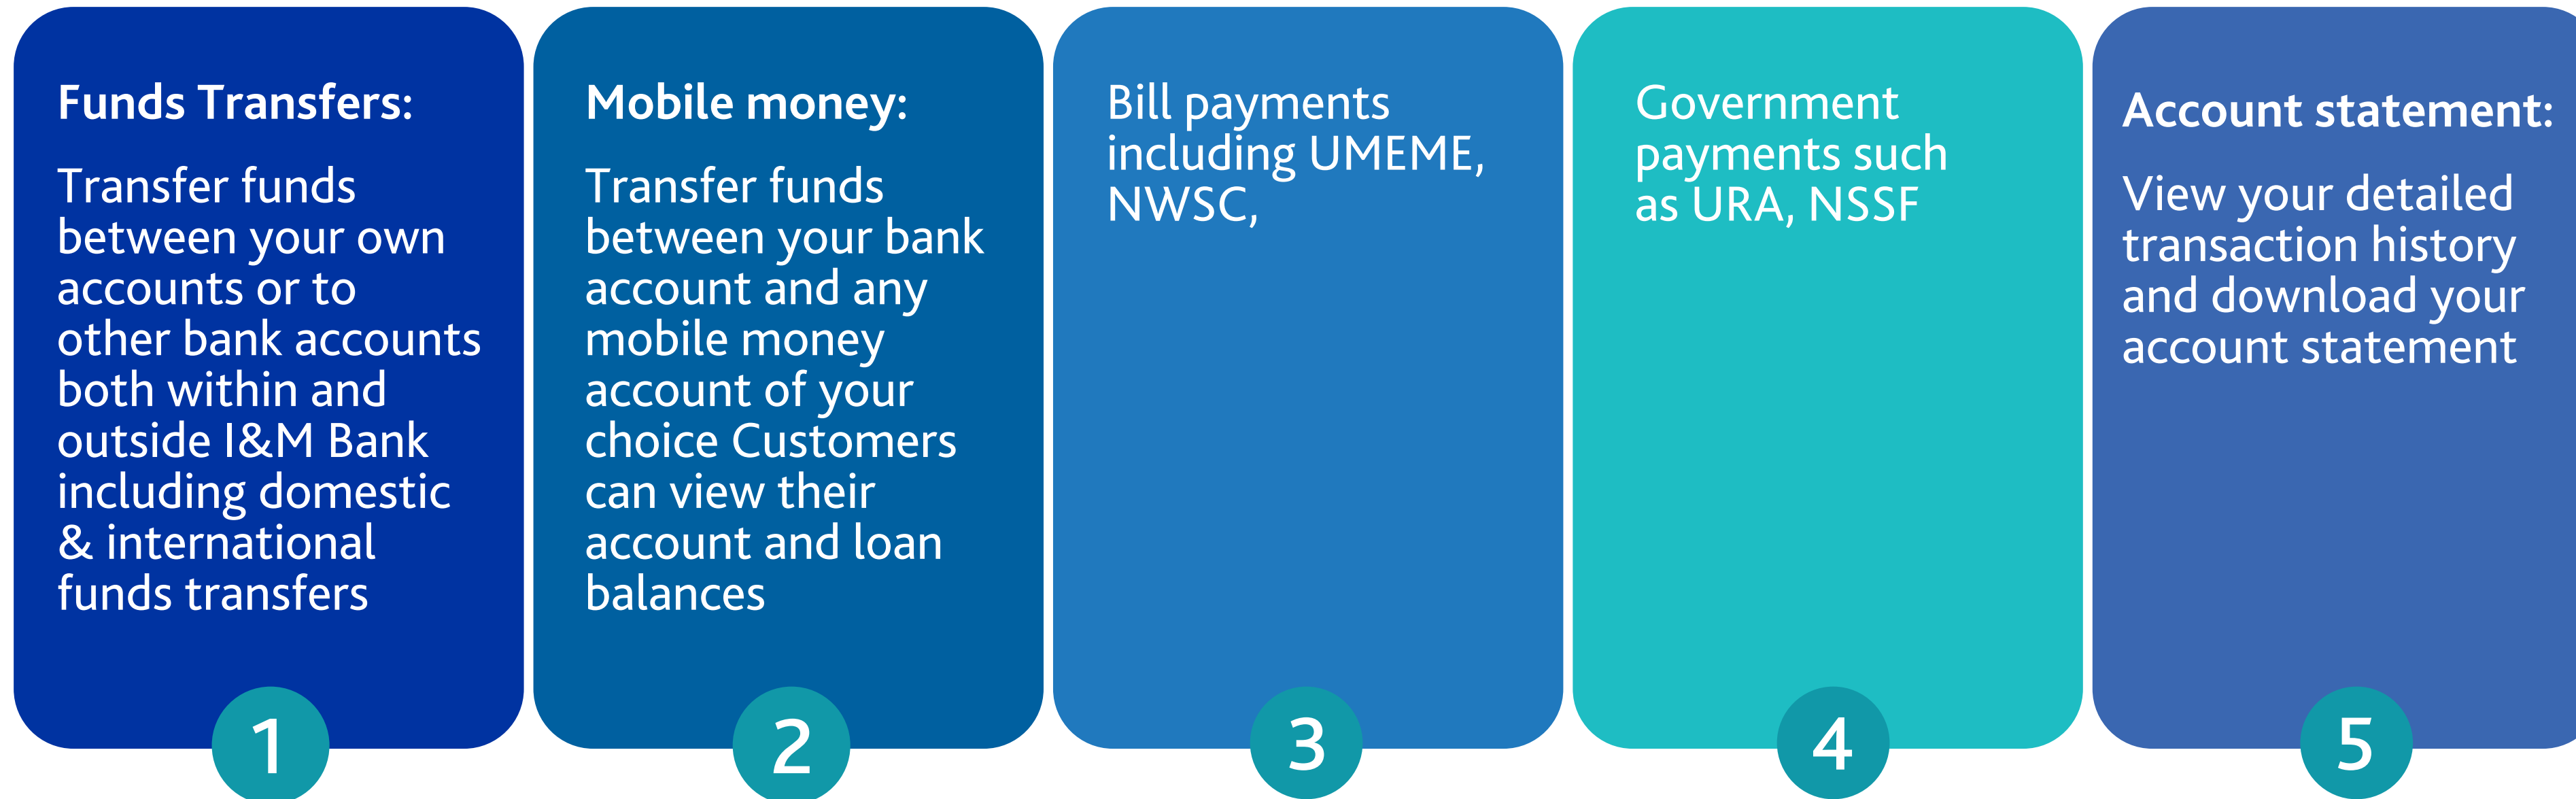 Funds Transfers:
Transfer funds
between your own
accounts or to
other bank accounts
both within and
outside I&M Bank
including domestic
& international
funds transfers
1
Mobile money:
Transfer funds
between your bank
account and any
mobile money
account of your
choice Customers
can view their
account and loan
balances
2
Bill payments
including UMEME,
NWSC,
3
Government
payments such
as URA, NSSF
4
Account statement:
View your detailed
transaction history
and download your
account statement
5